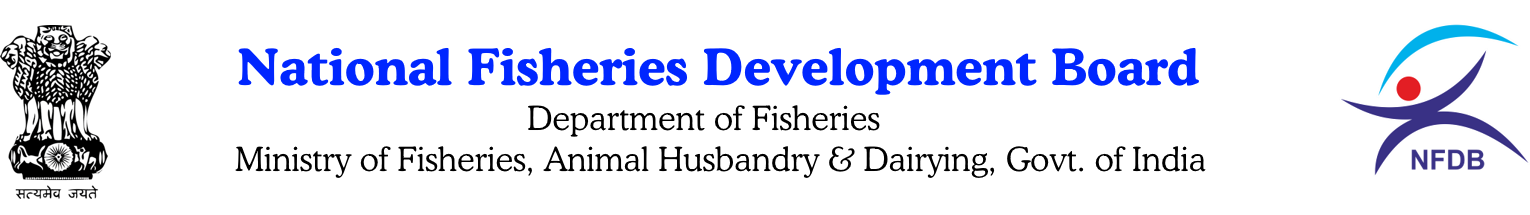 National Fisheries Development Board
Department of Fisheries
Ministry of Fisheries, Animal Husbandry & Dairying, Govt. of India
सत्यमेव जयते
NFDB